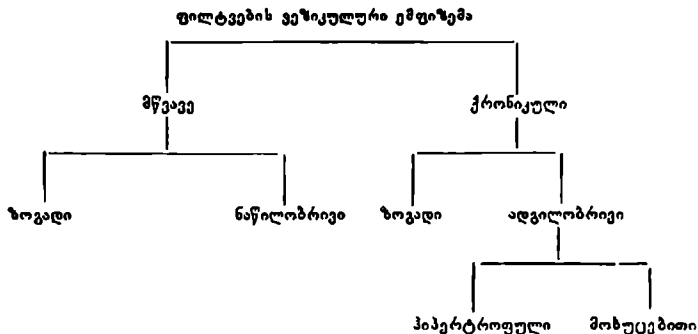 ფილტვების ვეზიკულური ემფიზემა
მწვავე ქრონიკული
ზოგადი ნაწილობრივი ზოგადი ადგილობრივი
ჰიპერტროფული მოხუცებითი